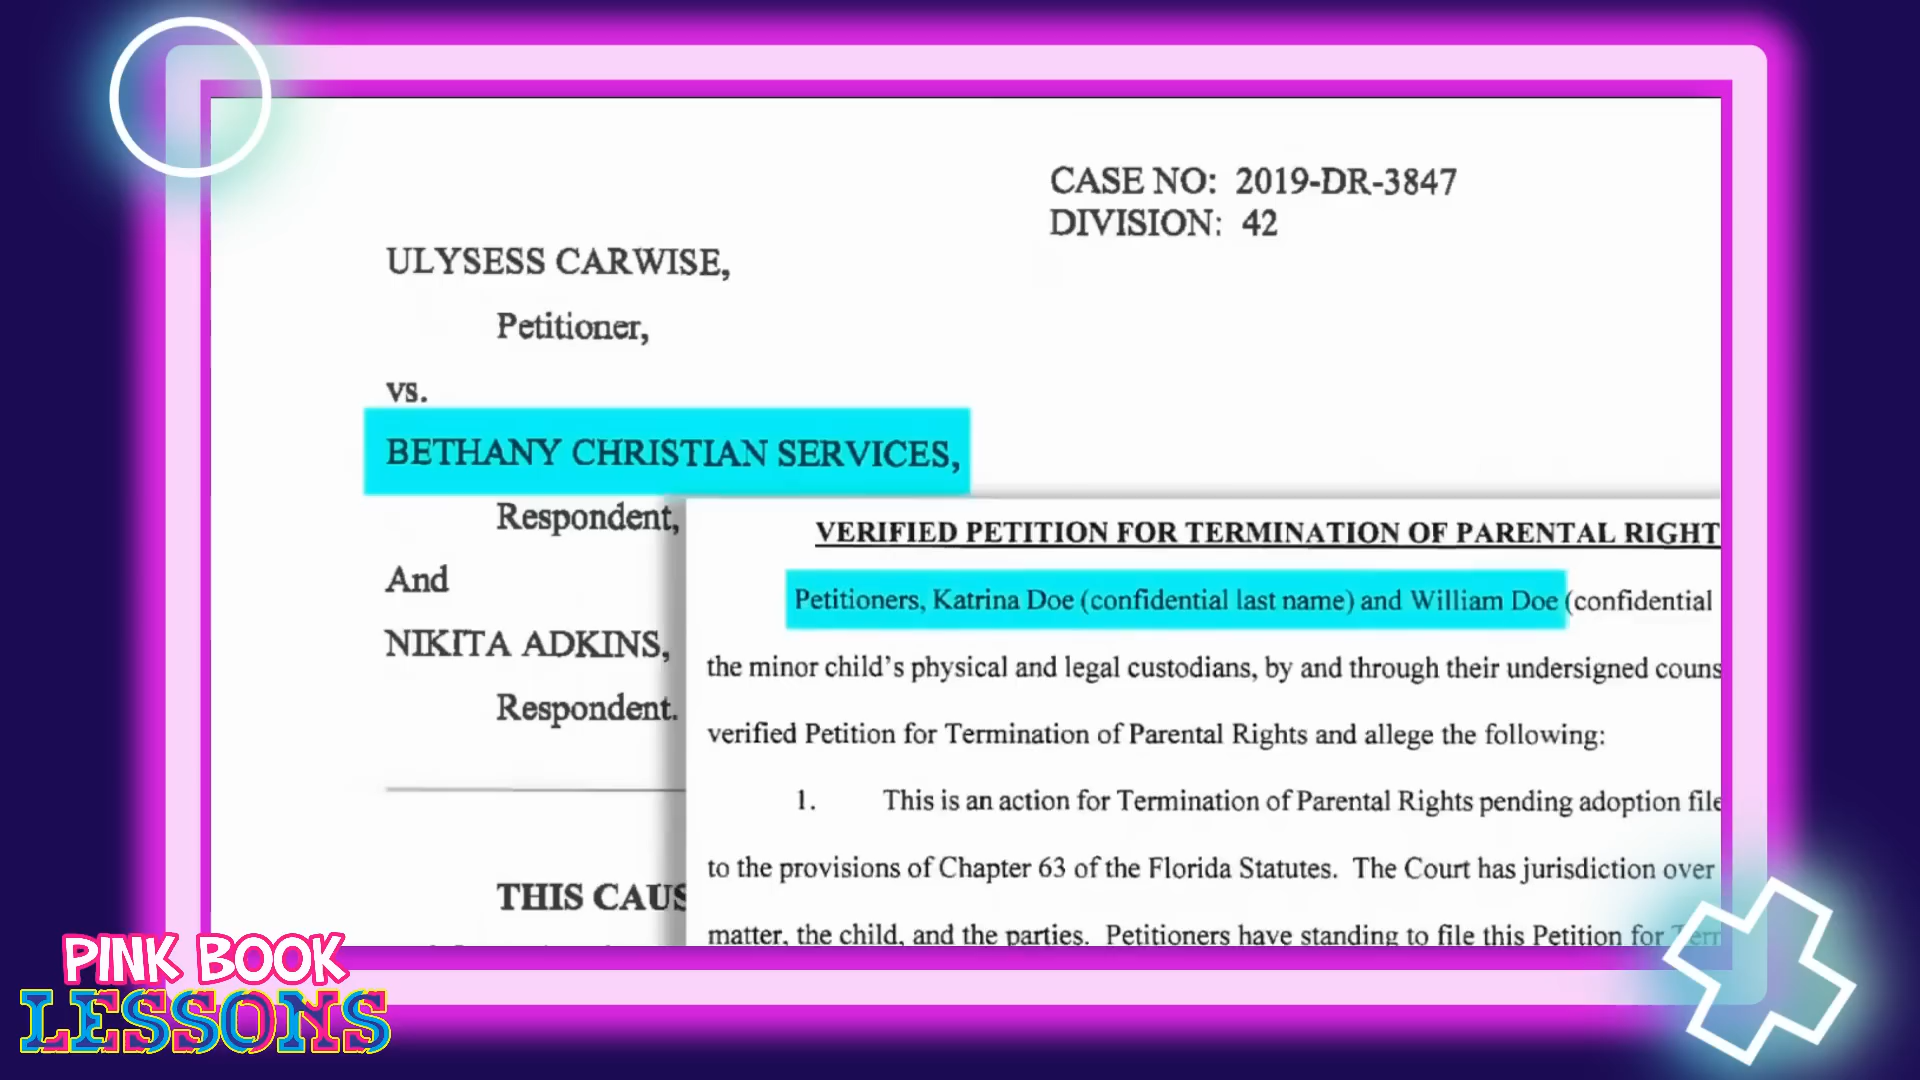 CASE NO: 2019-DR-3847
DIVISION: 42
ULYSESS CARWISE,
Petitioner,
vs.
BETHANY CHRISTIAN SERVICES,
Respondent,
And
NIKITA ADKINS,
Respondent.
THIS CAUS
VERIFIED PETITION FOR TERMINATION OF PARENTAL RIGHT
Petitioners, Katrina Doe (confidential last name) and William Doe (confidential
the minor child's physical and legal custodians, by and through their undersigned couns
verified Petition for Termination of Parental Rights and allege the following:
1. This is an action for Termination of Parental Rights pending adoption file
to the provisions of Chapter 63 of the Florida Statutes. The Court has jurisdiction over
matter, the child, and the parties. Petitioners have standing to file this Petition for Term
PINK BOOK
LESSONS